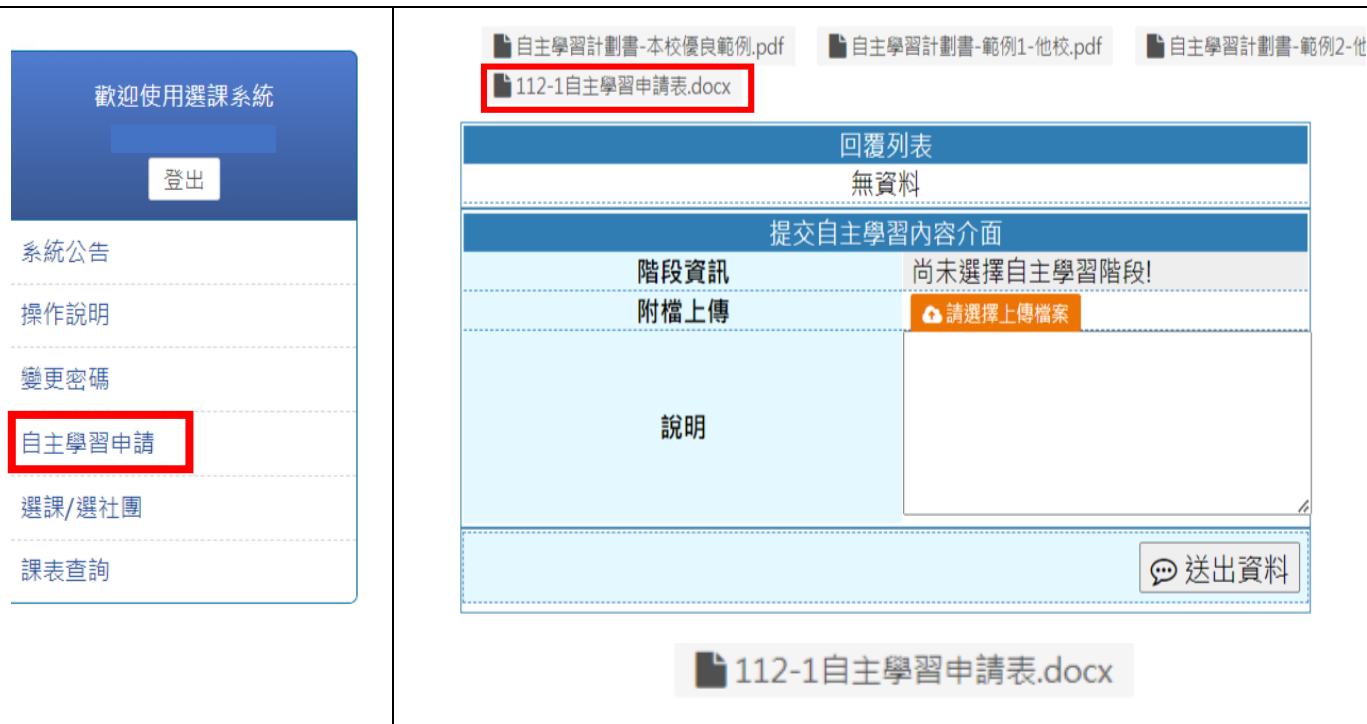 歡迎使用選課系統
登出
系統公告
操作說明
變更密碼
自主學習申請
選課/選社團
課表查詢
自主學習計劃書-本校優良範例.pdf 自主學習計劃書-範例1-他校.pdf 自主學習計劃書-範例2-他
112-1自主學習申請表.docx
回覆列表
無資料
提交自主學習內容介面
階段資訊 尚未選擇自主學習階段!
附檔上傳 請選擇上傳檔案
說明
送出資料
112-1自主學習申請表.docx